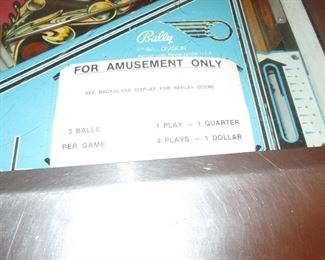 Bally
DIVISION
FOR AMUSEMENT ONLY
SEE BACKGLASS DISPLAY FOR REPLAY SCORE
3 BALLS 1 PLAY - 1 QUARTER
PER GAME 4 PLAYS - 1 DOLLAR